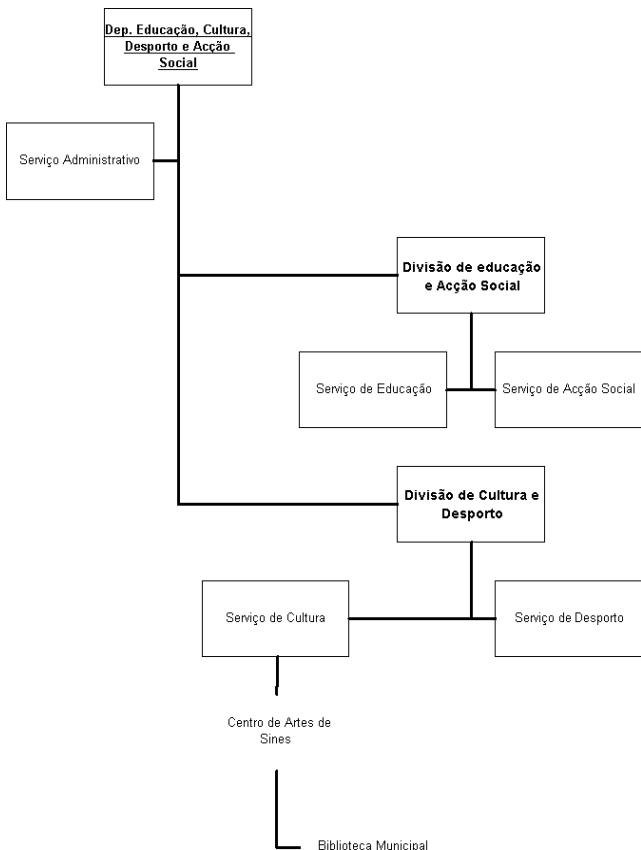 Dep. Educação, Cultura,
Desporto e Acção
Social
Serviço Administrativo
Divisão de educação
e Acção Social
Serviço de Educação
Serviço de Acção Social
Divisão de Cultura e
Desporto
Serviço de Cultura
Serviço de Desporto
Centro de Artes de
Sines
Biblioteca Municipal